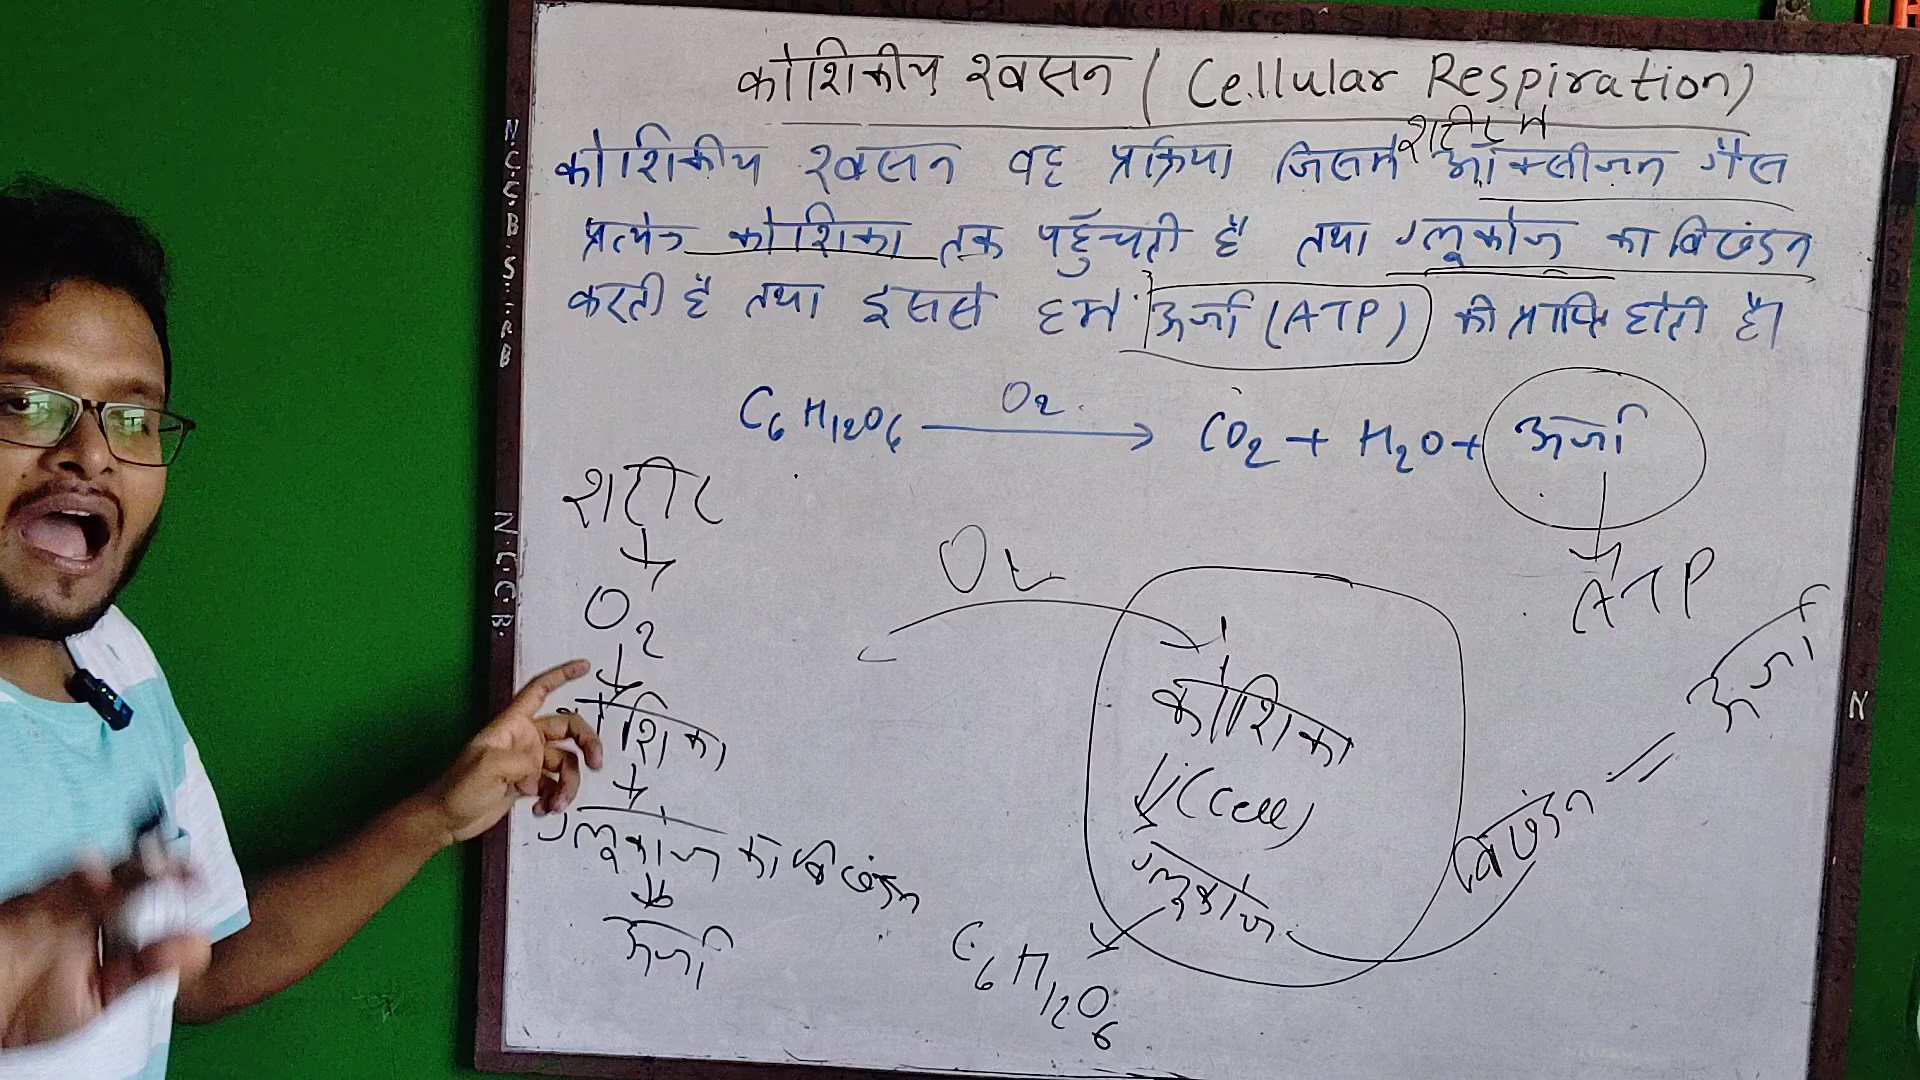 कोशिकीय श्वसन (Cellular Respiration)
शरीर में
कोशिकीय श्वसन वह प्रक्रिया जिसमें ऑक्सीजन गैस
प्रत्येक कोशिका तक पहुँचती है तथा ग्लूकोज का विखंडन
करती है तथा इससे हमें ऊर्जा (ATP) की प्राप्ति होती है।
C6H12O6 O2 → CO2 + H2O + ऊर्जा
ATP
शरीर
O2
कोशिका
ग्लूकोज का विखंडन
ऊर्जा
O2
कोशिका
(Cell)
ग्लूकोज
C6H12O6
विखंडन
ऊर्जा
N.C.C.B.
N